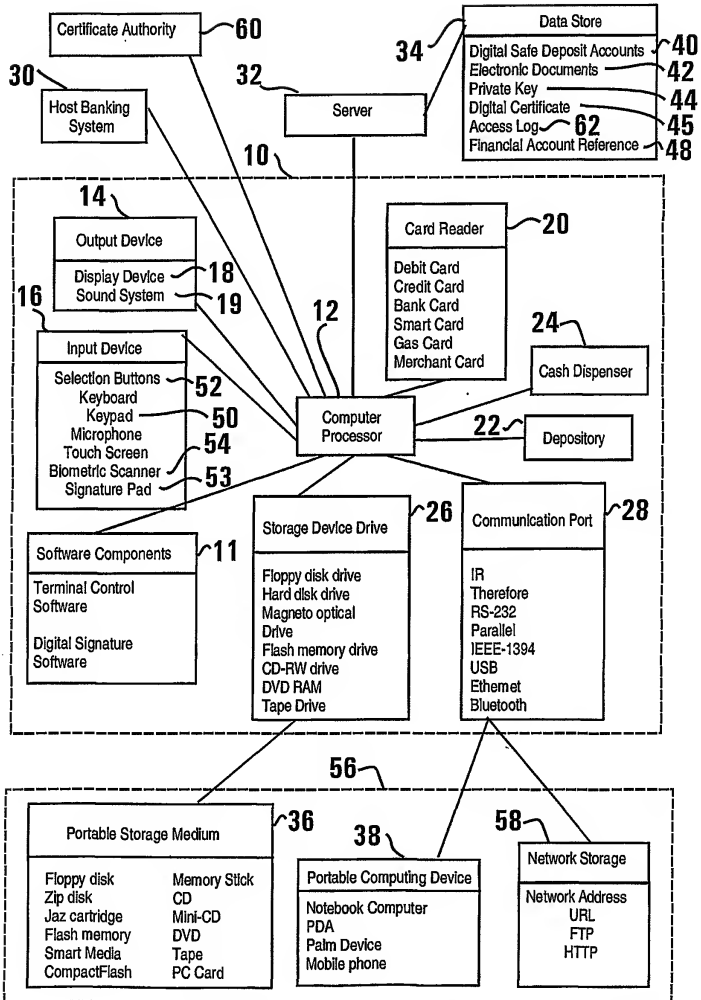 Certificate Authority
60
34
Data Store
Digital Safe Deposit Accounts
40
Electronic Documents
42
Private Key
44
Digital Certificate
45
Access Log
62
Financial Account Reference
48
30
Host Banking
System
32
Server
10
14
Output Device
Display Device
18
Sound System
19
Card Reader
20
Debit Card
Credit Card
Bank Card
Smart Card
Gas Card
Merchant Card
16
Input Device
Selection Buttons
52
Keyboard
Keypad
50
Microphone
Touch Screen
54
Biometric Scanner
Signature Pad
53
12
Computer
Processor
24
Cash Dispenser
22
Depository
Software Components
11
Terminal Control
Software
Digital Signature
Software
Storage Device Drive
26
Floppy disk drive
Hard disk drive
Magneto optical
Drive
Flash memory drive
CD-RW drive
DVD RAM
Tape Drive
Communication Port
28
IR
Therefore
RS-232
Parallel
IEEE-1394
USB
Ethernet
Bluetooth
56
Portable Storage Medium
36
Floppy disk
Memory Stick
Zip disk
CD
Jaz cartridge
Mini-CD
Flash memory
DVD
Smart Media
Tape
CompactFlash
PC Card
38
Portable Computing Device
Notebook Computer
PDA
Palm Device
Mobile phone
58
Network Storage
Network Address
URL
FTP
HTTP